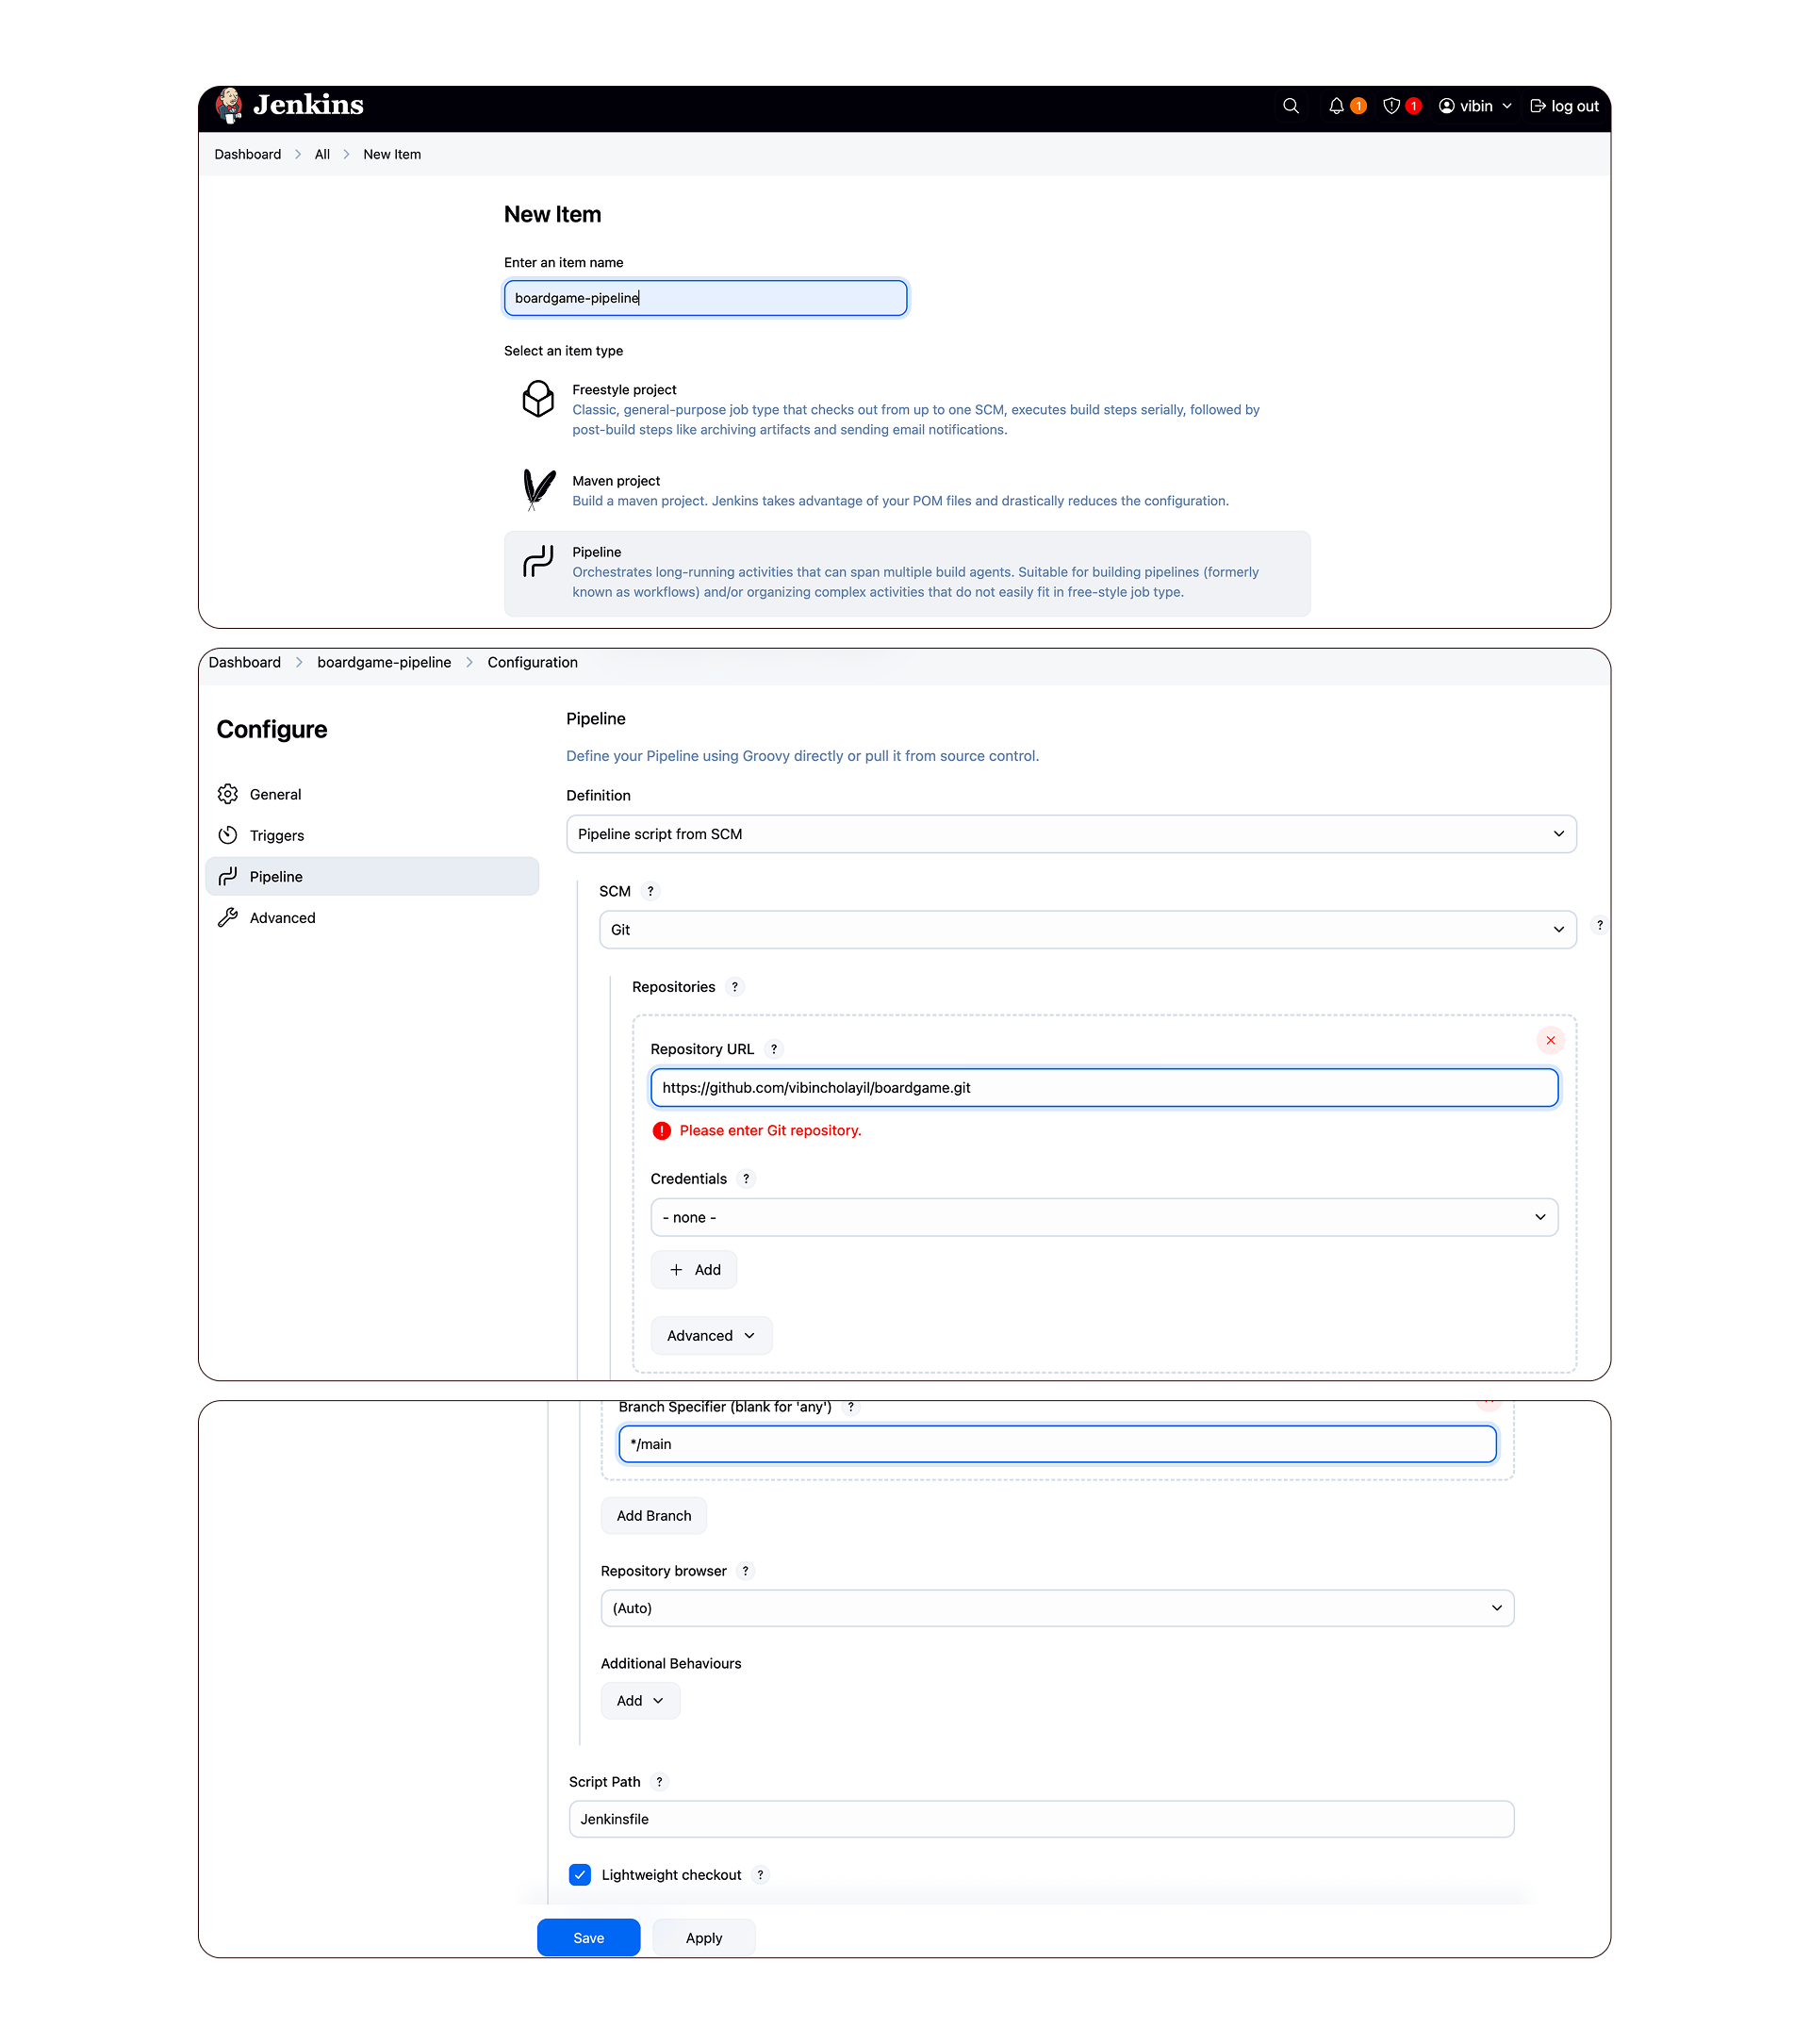 Jenkins
1
1
vibin
log out
Dashboard > All > New Item
New Item
Enter an item name
boardgame-pipeline
Select an item type
Freestyle project
Classic, general-purpose job type that checks out from up to one SCM, executes build steps serially, followed by
post-build steps like archiving artifacts and sending email notifications.
Maven project
Build a maven project. Jenkins takes advantage of your POM files and drastically reduces the configuration.
Pipeline
Orchestrates long-running activities that can span multiple build agents. Suitable for building pipelines (formerly
known as workflows) and/or organizing complex activities that do not easily fit in free-style job type.
Dashboard > boardgame-pipeline > Configuration
Configure
General
Triggers
Pipeline
Advanced
Pipeline
Define your Pipeline using Groovy directly or pull it from source control.
Definition
Pipeline script from SCM
SCM ?
Git
?
Repositories ?
Repository URL ?
https://github.com/vibincholayil/boardgame.git
! Please enter Git repository.
Credentials ?
- none -
+ Add
Advanced
Branch Specifier (blank for 'any') ?
*/main
Add Branch
Repository browser ?
(Auto)
Additional Behaviours
Add
Script Path ?
Jenkinsfile
Lightweight checkout ?
Save
Apply